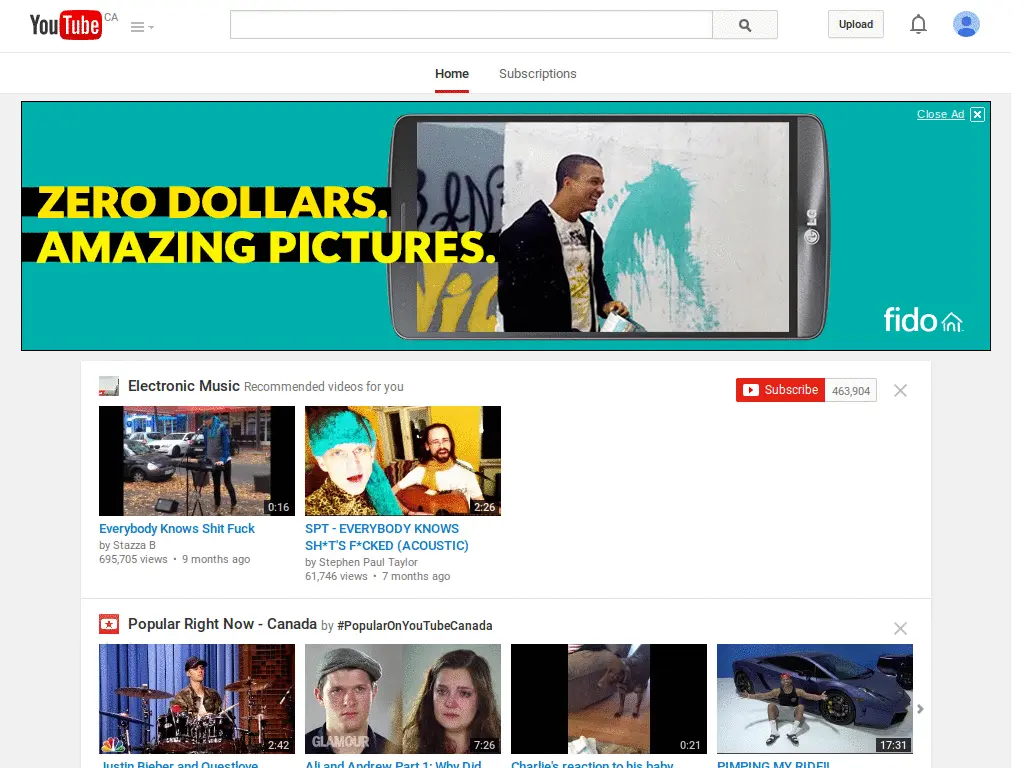 YouTube CA
Upload
Home Subscriptions
Close Ad
ZERO DOLLARS.
AMAZING PICTURES.
LG
fido
Electronic Music Recommended videos for you
Subscribe 463,904
0:16
2:26
Everybody Knows Shit Fuck
by Stazza B
695,705 views • 9 months ago
SPT - EVERYBODY KNOWS
SH*T'S F*CKED (ACOUSTIC)
by Stephen Paul Taylor
61,746 views • 7 months ago
Popular Right Now - Canada by #PopularOnYouTubeCanada
2:42
GLAMOUR
7:26
0:21
17:31
Justin Bieber and Questlove
Ali and Andrew Part 1: Why Did
Charlie's reaction to his baby
PIMPING MY RIDE!!